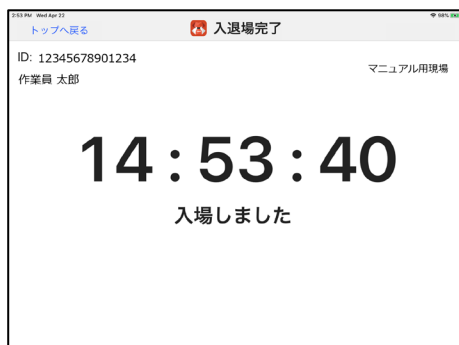 2:53 PM Wed Apr 22 98%
トップへ戻る 入退場完了
ID: 12345678901234
マニュアル用現場
作業員 太郎
14:53:40
入場しました